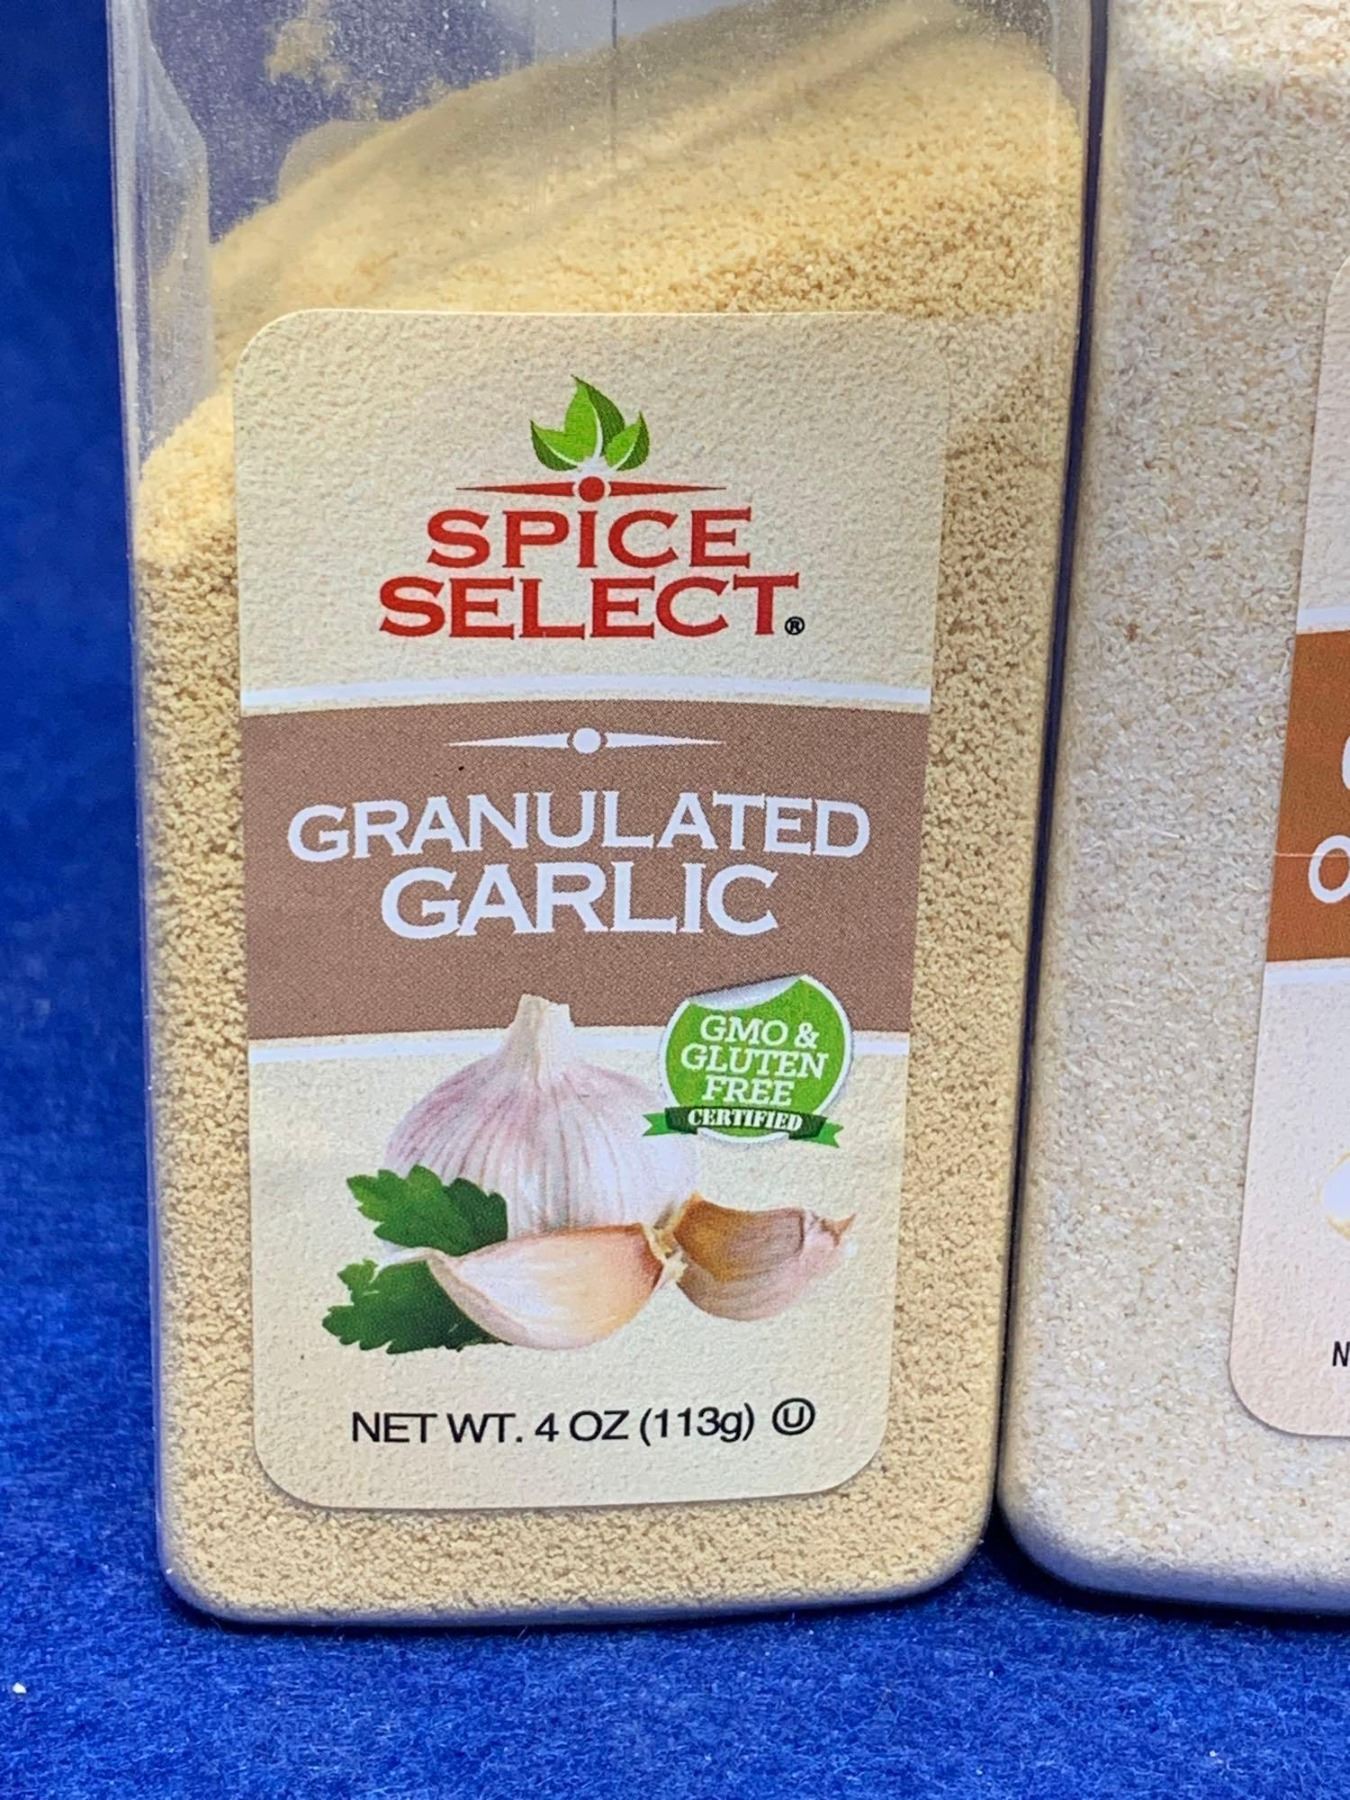 SPICE
SELECT®
GRANULATED
GARLIC
GMO &
GLUTEN
FREE
CERTIFIED
NET WT. 4 OZ (113g) Ⓤ
O
N